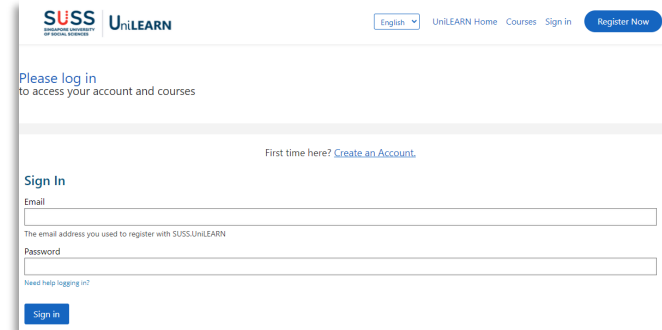 SUSS
SINGAPORE UNIVERSITY
OF SOCIAL SCIENCES
UniLEARN
English
UniLEARN Home
Courses
Sign in
Register Now
Please log in
to access your account and courses
First time here? Create an Account.
Sign In
Email
The email address you used to register with SUSS.UniLEARN
Password
Need help logging in?
Sign in